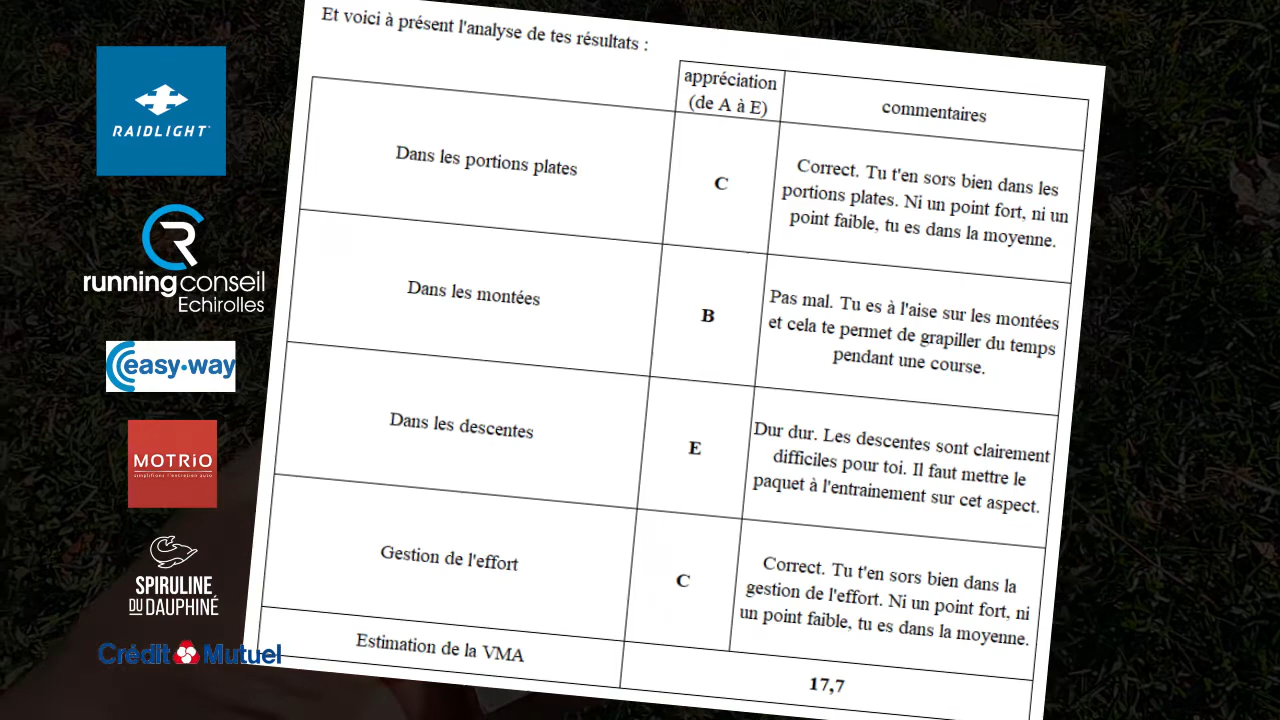 Et voici à présent l'analyse de tes résultats :
appréciation
(de A à E)
commentaires
Dans les portions plates
C
Correct. Tu t'en sors bien dans les
portions plates. Ni un point fort, ni un
point faible, tu es dans la moyenne.
Dans les montées
B
Pas mal. Tu es à l'aise sur les montées
et cela te permet de grapiller du temps
pendant une course.
Dans les descentes
E
Dur dur. Les descentes sont clairement
difficiles pour toi. Il faut mettre le
paquet à l'entrainement sur cet aspect.
Gestion de l'effort
C
Correct. Tu t'en sors bien dans la
gestion de l'effort. Ni un point fort, ni
un point faible, tu es dans la moyenne.
Estimation de la VMA
17,7
RAIDLIGHT
running conseil
Echirolles
easy-way
MOTRIO
simplifions l'entretien auto
SPIRULINE
DU DAUPHINÉ
Crédit Mutuel